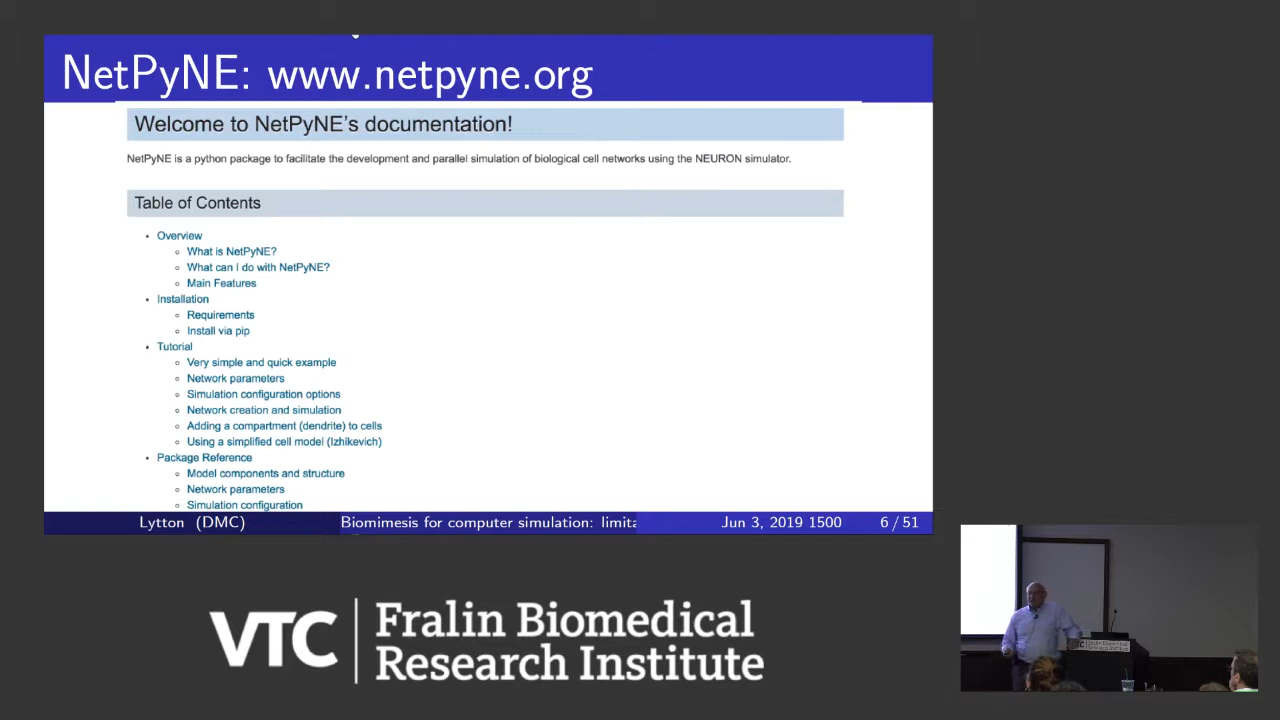 NetPyNE: www.netpyne.org
Welcome to NetPyNE's documentation!
NetPyNE is a python package to facilitate the development and parallel simulation of biological cell networks using the NEURON simulator.
Table of Contents
Overview
What is NetPyNE?
What can I do with NetPyNE?
Main Features
Installation
Requirements
Install via pip
Tutorial
Very simple and quick example
Network parameters
Simulation configuration options
Network creation and simulation
Adding a compartment (dendrite) to cells
Using a simplified cell model (Izhikevich)
Package Reference
Model components and structure
Network parameters
Simulation configuration
Lytton (DMC) Biomimesis for computer simulation: limita Jun 3, 2019 1500 6 / 51
VTC Fralin Biomedical
Research Institute